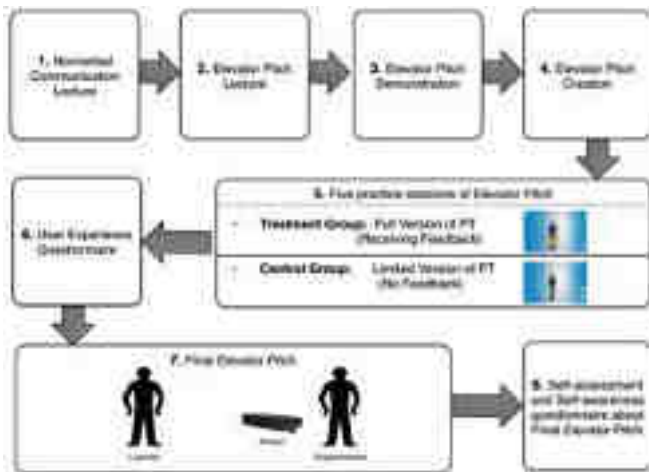 1. Nonverbal
Communication
Lecture
2. Elevator Pitch
Lecture
3. Elevator Pitch
Demonstration
4. Elevator Pitch
Creation
5. Five practice sessions of Elevator Pitch
- Treatment Group: Full Version of PT
(Receiving Feedback)
- Control Group: Limited Version of PT
(No Feedback)
6. User Experience
Questionnaire
7. Final Elevator Pitch
Learner
8. Self-assessment
and Self-awareness
questionnaire about
Final Elevator Pitch